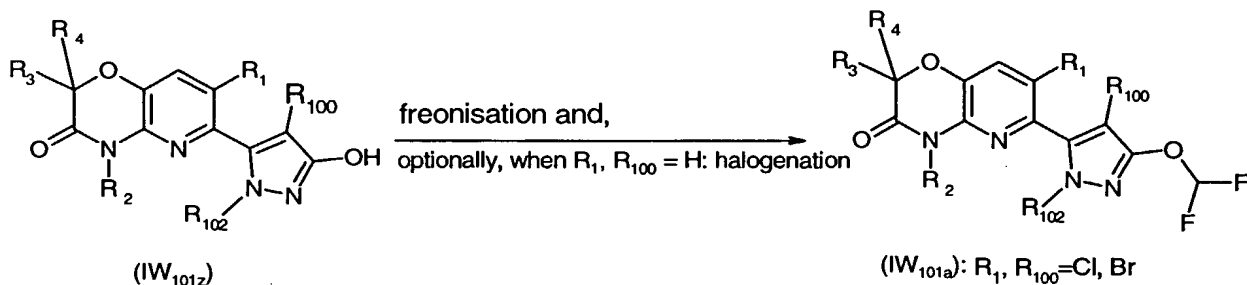 R4
R3
O
R1
R100
O
N
R2
N
OH
N
N
R102
(IW101z)
freonisation and,
optionally, when R1, R100 = H: halogenation
R4
R3
O
R1
R100
O
N
R2
N
O
F
F
N
N
R102
(IW101a): R1, R100=Cl, Br